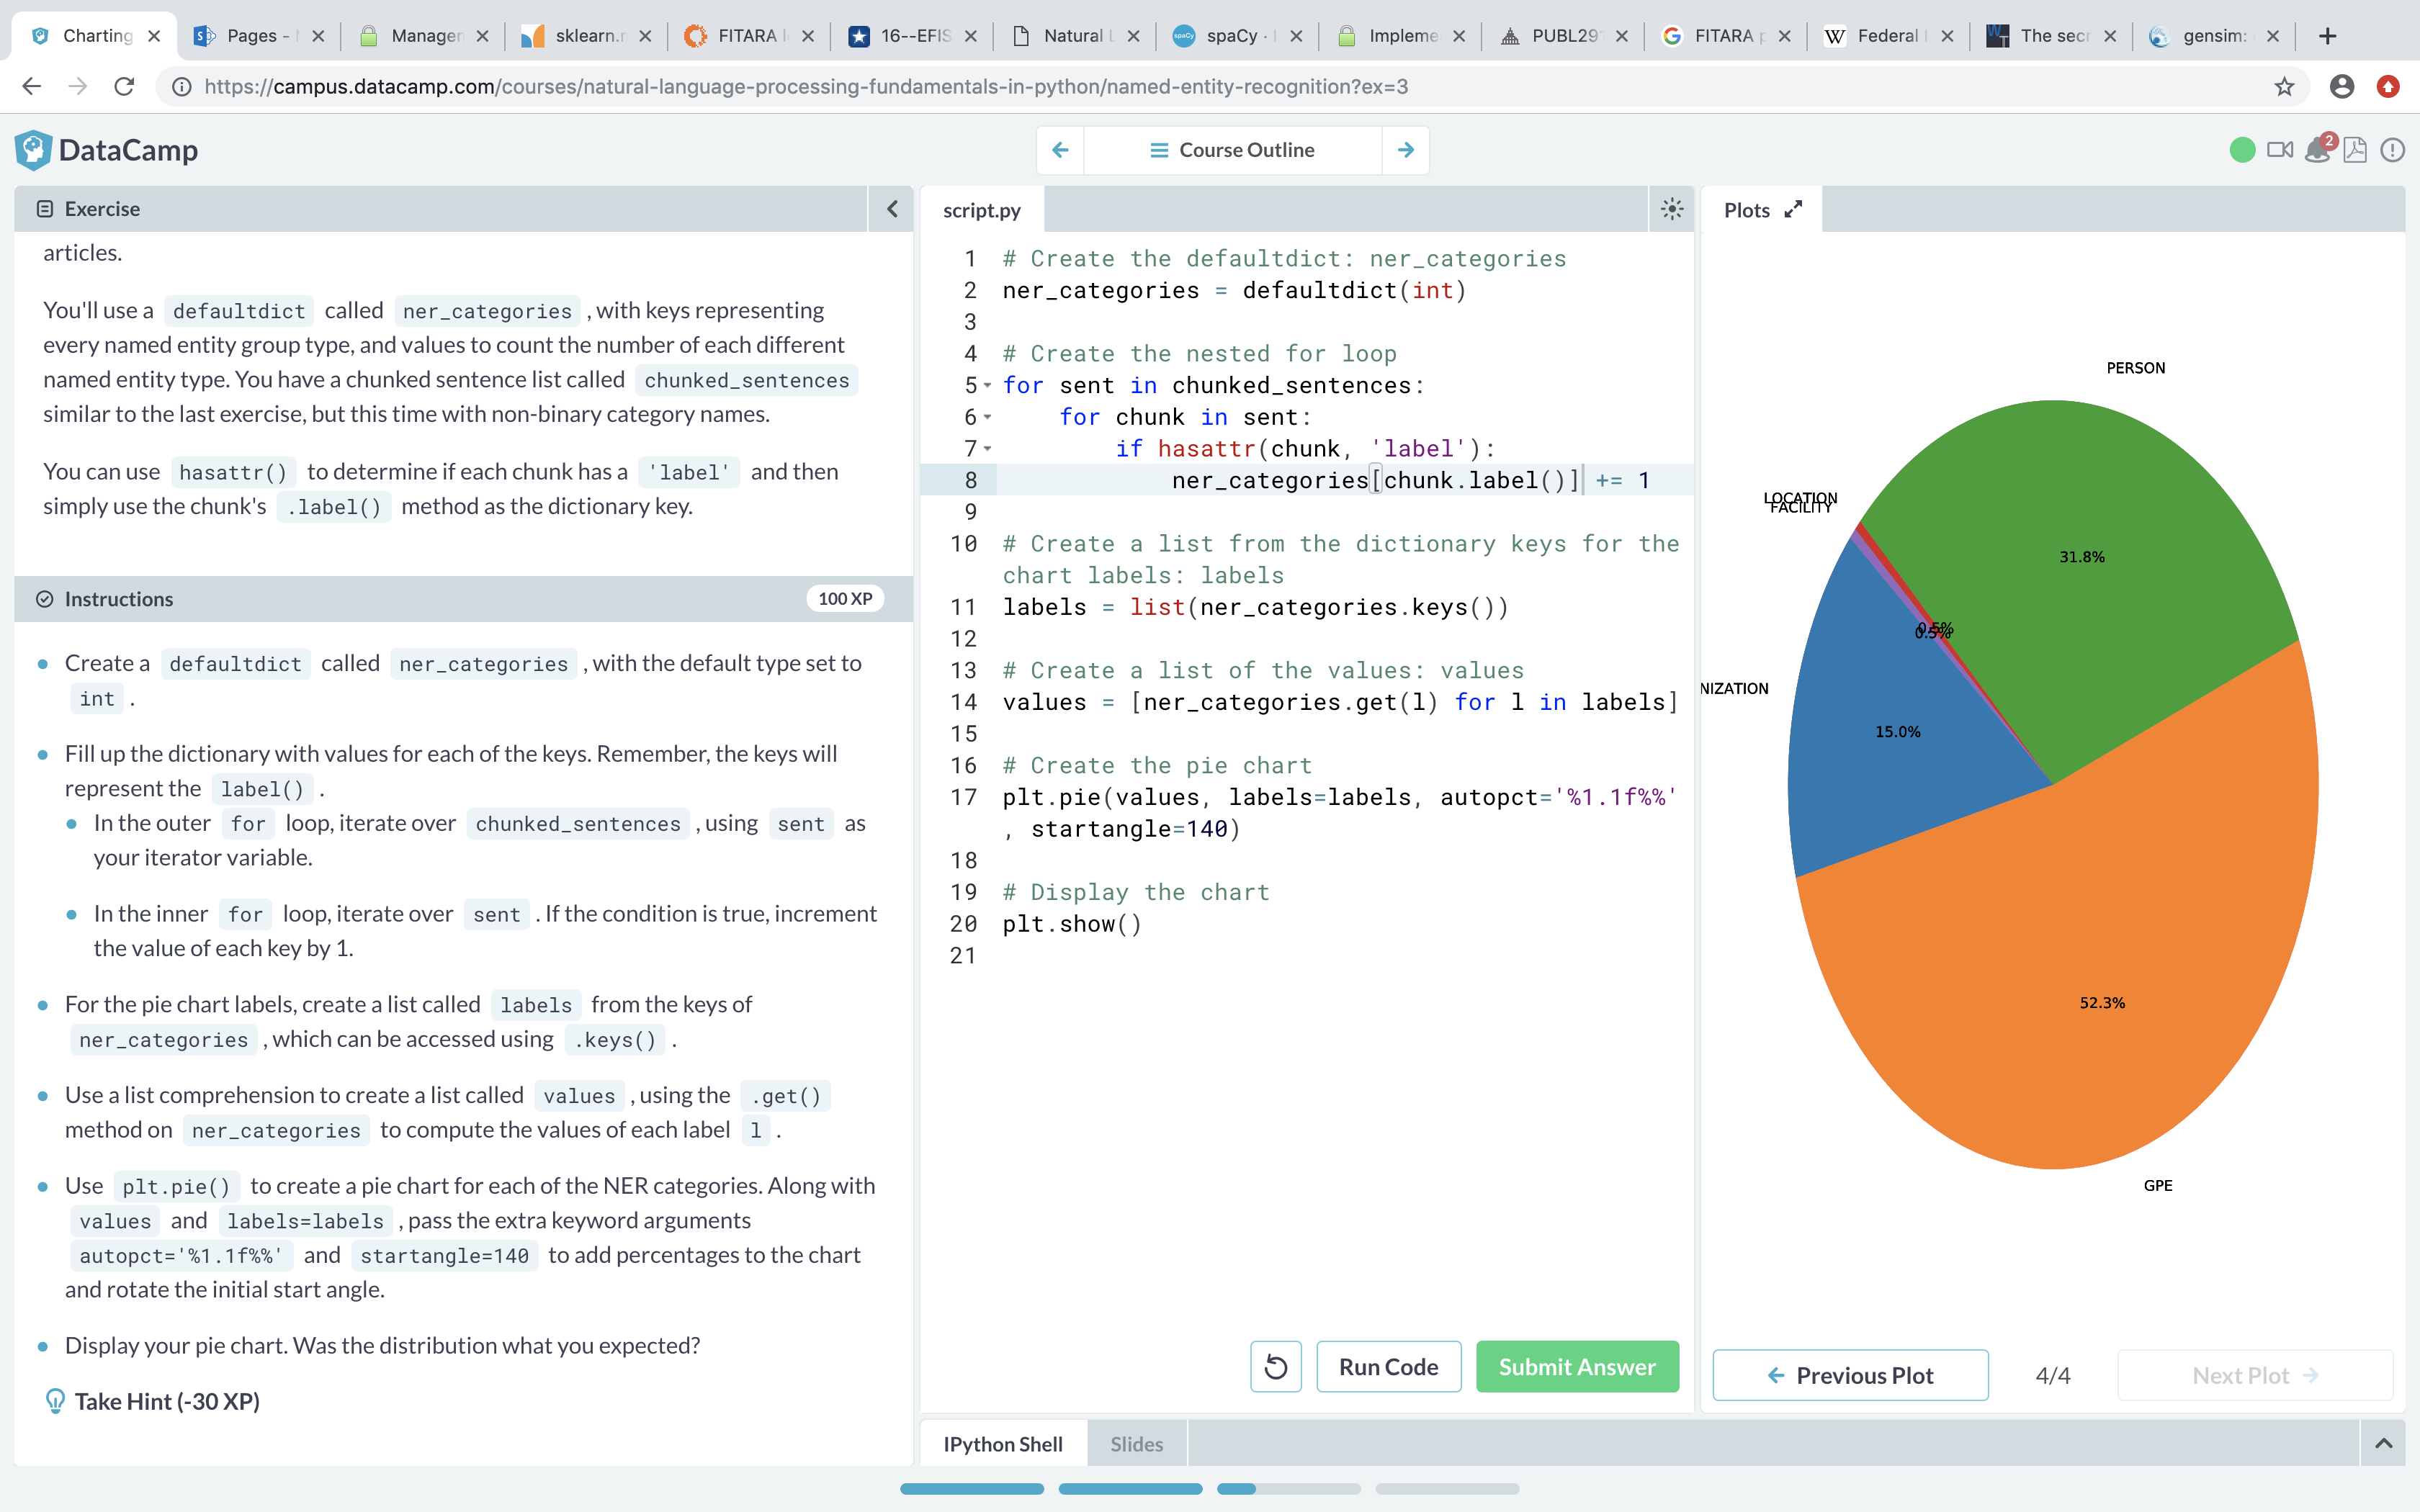 Charting
Pages -
Manager
sklearn.r
FITARA
16--EFIS
Natural L
spaCy ·
Impleme
PUBL29
FITARA p
Federal
The secr
gensim:
https://campus.datacamp.com/courses/natural-language-processing-fundamentals-in-python/named-entity-recognition?ex=3
DataCamp
Course Outline
2
Exercise
articles.
You'll use a defaultdict called ner_categories , with keys representing
every named entity group type, and values to count the number of each different
named entity type. You have a chunked sentence list called chunked_sentences
similar to the last exercise, but this time with non-binary category names.
You can use hasattr() to determine if each chunk has a 'label' and then
simply use the chunk's .label() method as the dictionary key.
Instructions
100 XP
Create a defaultdict called ner_categories , with the default type set to
int .
Fill up the dictionary with values for each of the keys. Remember, the keys will
represent the label() .
In the outer for loop, iterate over chunked_sentences , using sent as
your iterator variable.
In the inner for loop, iterate over sent . If the condition is true, increment
the value of each key by 1.
For the pie chart labels, create a list called labels from the keys of
ner_categories , which can be accessed using .keys() .
Use a list comprehension to create a list called values , using the .get()
method on ner_categories to compute the values of each label l .
Use plt.pie() to create a pie chart for each of the NER categories. Along with
values and labels=labels , pass the extra keyword arguments
autopct='%1.1f%%' and startangle=140 to add percentages to the chart
and rotate the initial start angle.
Display your pie chart. Was the distribution what you expected?
Take Hint (-30 XP)
script.py
1 # Create the defaultdict: ner_categories
2 ner_categories = defaultdict(int)
3
4 # Create the nested for loop
5 for sent in chunked_sentences:
6 for chunk in sent:
7 if hasattr(chunk, 'label'):
8 ner_categories[chunk.label()] += 1
9
10 # Create a list from the dictionary keys for the
chart labels: labels
11 labels = list(ner_categories.keys())
12
13 # Create a list of the values: values
14 values = [ner_categories.get(l) for l in labels]
15
16 # Create the pie chart
17 plt.pie(values, labels=labels, autopct='%1.1f%%'
, startangle=140)
18
19 # Display the chart
20 plt.show()
21
Run Code
Submit Answer
Plots
PERSON
LOCATION
FACILITY
31.8%
0.5%
0.5%
NIZATION
15.0%
52.3%
GPE
Previous Plot
4/4
Next Plot
IPython Shell
Slides